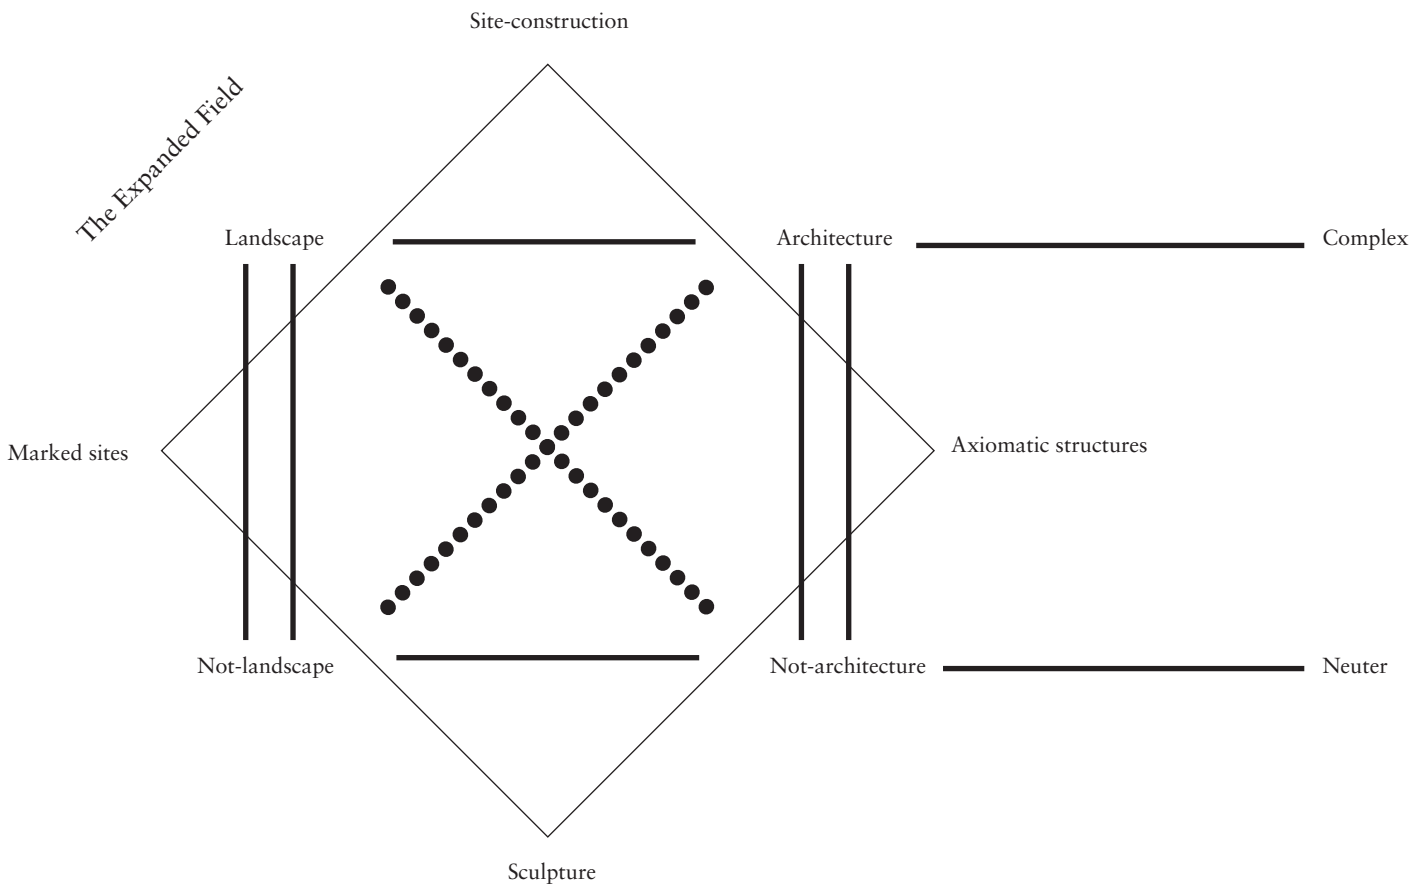 Site-construction
The Expanded Field
Landscape
Architecture
Complex
Marked sites
Axiomatic structures
Not-landscape
Not-architecture
Neuter
Sculpture